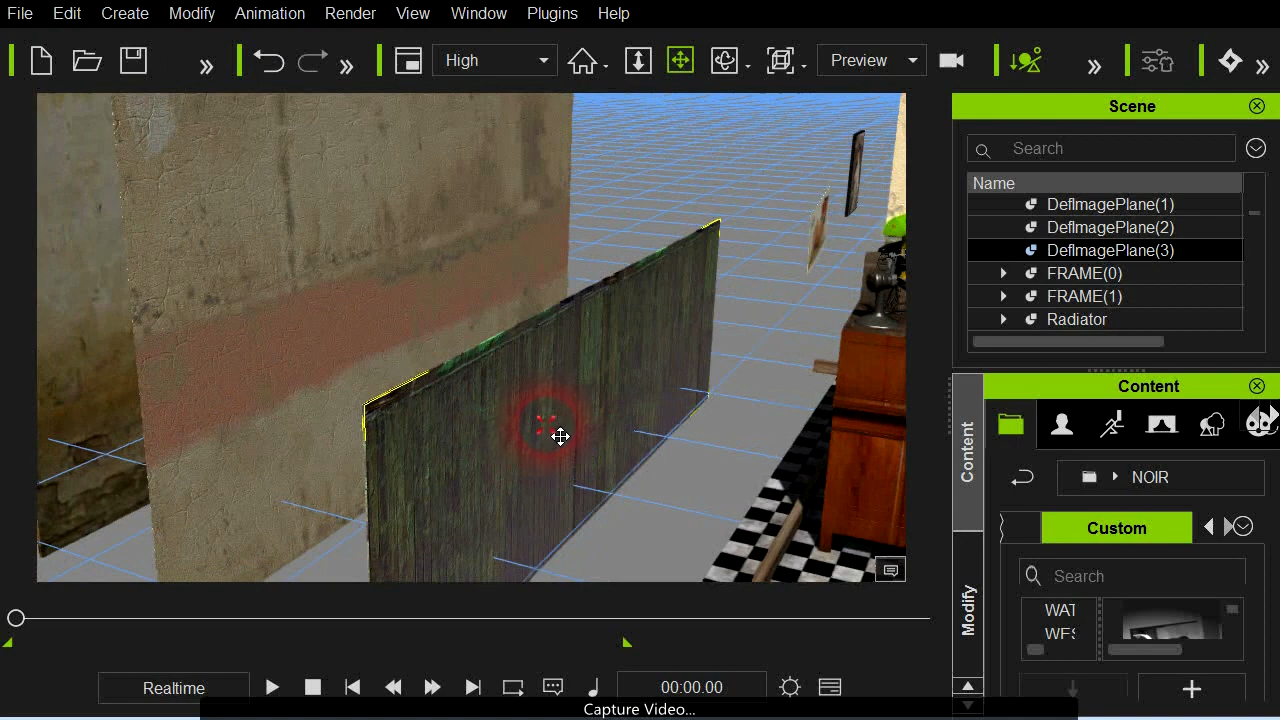 File Edit Create Modify Animation Render View Window Plugins Help
High
Preview
Scene
Search
Name
DefImagePlane(1)
DefImagePlane(2)
DefImagePlane(3)
FRAME(0)
FRAME(1)
Radiator
Content
Content
NOIR
Custom
Search
Modify
Realtime
00:00.00
Capture Video...